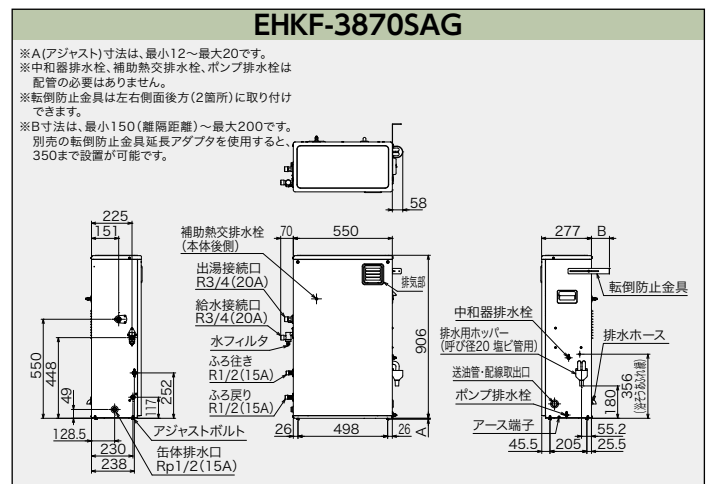 EHKF-3870SAG
※A(アジャスト)寸法は、最小12〜最大20です。
※中和器排水栓、補助熱交排水栓、ポンプ排水栓は
配管の必要はありません。
※転倒防止金具は左右側面後方(2箇所)に取り付け
できます。
※B寸法は、最小150(離隔距離)〜最大200です。
別売の転倒防止金具延長アダプタを使用すると、
350まで設置が可能です。
58
225
151
550
448
49
252
117
128.5
230
238
アジャストボルト
缶体排水口
Rp1/2(15A)
補助熱交排水栓
(本体後側)
出湯接続口
R3/4(20A)
給水接続口
R3/4(20A)
水フィルタ
ふろ往き
R1/2(15A)
ふろ戻り
R1/2(15A)
70
550
排気部
906
26
498
26
A
277
B
転倒防止金具
中和器排水栓
排水用ホッパー
(呼び径20 塩ビ管用)
排水ホース
送油管・配線取出口
ポンプ排水栓
アース端子
180
356
(浴そうあふれ縁)
45.5
205
55.2
25.5